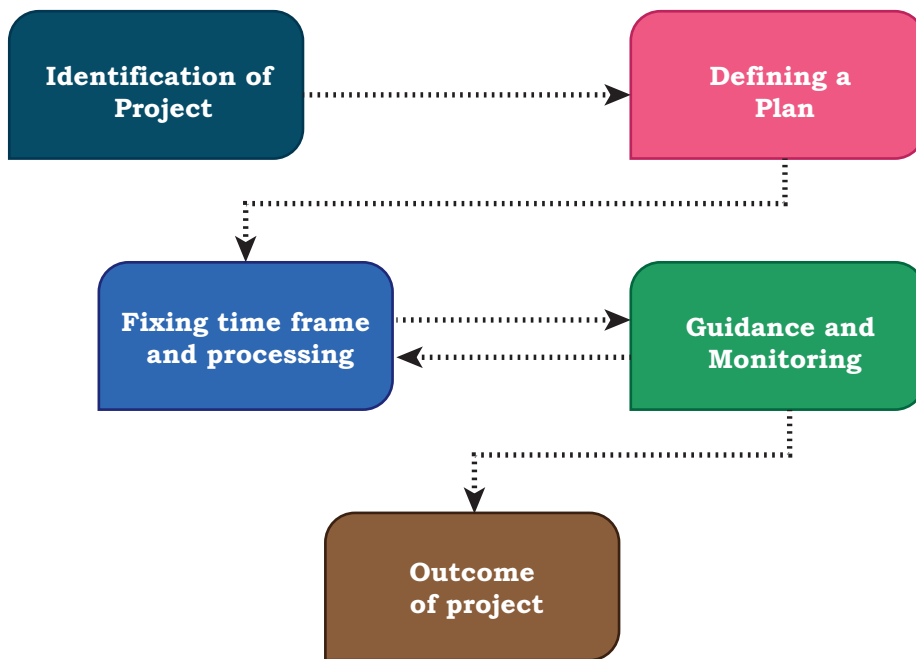 Identification of
Project
Defining a
Plan
Fixing time frame
and processing
Guidance and
Monitoring
Outcome
of project